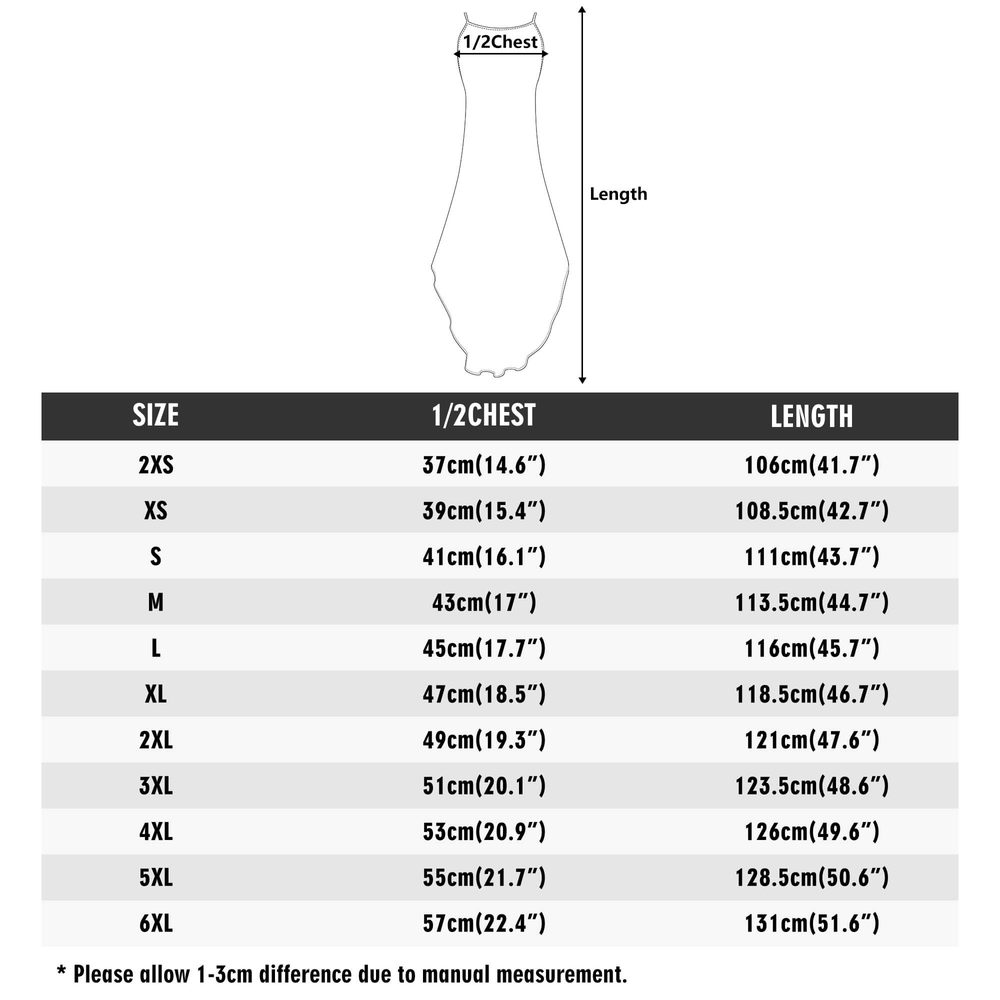 1/2Chest
Length
SIZE 1/2CHEST LENGTH
2XS 37cm(14.6") 106cm(41.7")
XS 39cm(15.4") 108.5cm(42.7")
S 41cm(16.1") 111cm(43.7")
M 43cm(17") 113.5cm(44.7")
L 45cm(17.7") 116cm(45.7")
XL 47cm(18.5") 118.5cm(46.7")
2XL 49cm(19.3") 121cm(47.6")
3XL 51cm(20.1") 123.5cm(48.6")
4XL 53cm(20.9") 126cm(49.6")
5XL 55cm(21.7") 128.5cm(50.6")
6XL 57cm(22.4") 131cm(51.6")
* Please allow 1-3cm difference due to manual measurement.